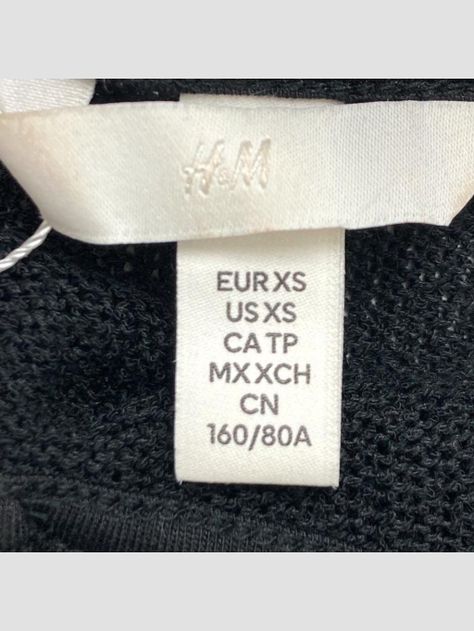 H&M
EUR XS
US XS
CA TP
MX XCH
CN
160/80A